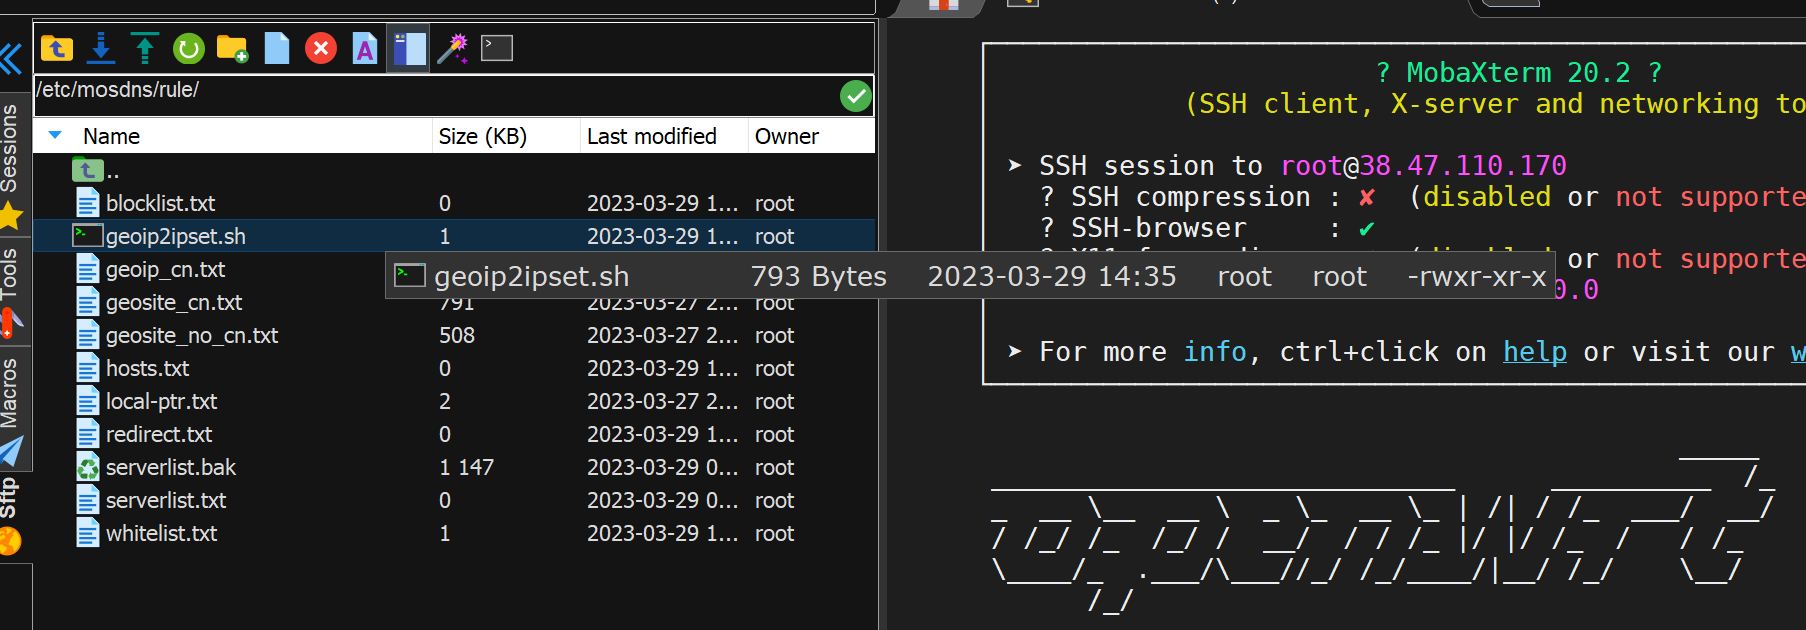 /etc/mosdns/rule/
Name Size (KB) Last modified Owner
..
blocklist.txt 0 2023-03-29 1... root
geoip2ipset.sh 1 2023-03-29 1... root
geoip_cn.txt
geosite_cn.txt 791 2023-03-27 2... root
geosite_no_cn.txt 508 2023-03-27 2... root
hosts.txt 0 2023-03-29 1... root
local-ptr.txt 2 2023-03-27 2... root
redirect.txt 0 2023-03-29 1... root
serverlist.bak 1 147 2023-03-29 0... root
serverlist.txt 0 2023-03-29 0... root
whitelist.txt 1 2023-03-29 1... root
geoip2ipset.sh 793 Bytes 2023-03-29 14:35 root root -rwxr-xr-x
Sessions
Tools
Macros
Sftp
? MobaXterm 20.2 ?
(SSH client, X-server and networking to
➤ SSH session to root@38.47.110.170
? SSH compression : ✘ (disabled or not supporte
? SSH-browser : ✔
or not supporte
0.0
➤ For more info, ctrl+click on help or visit our w
openwrt